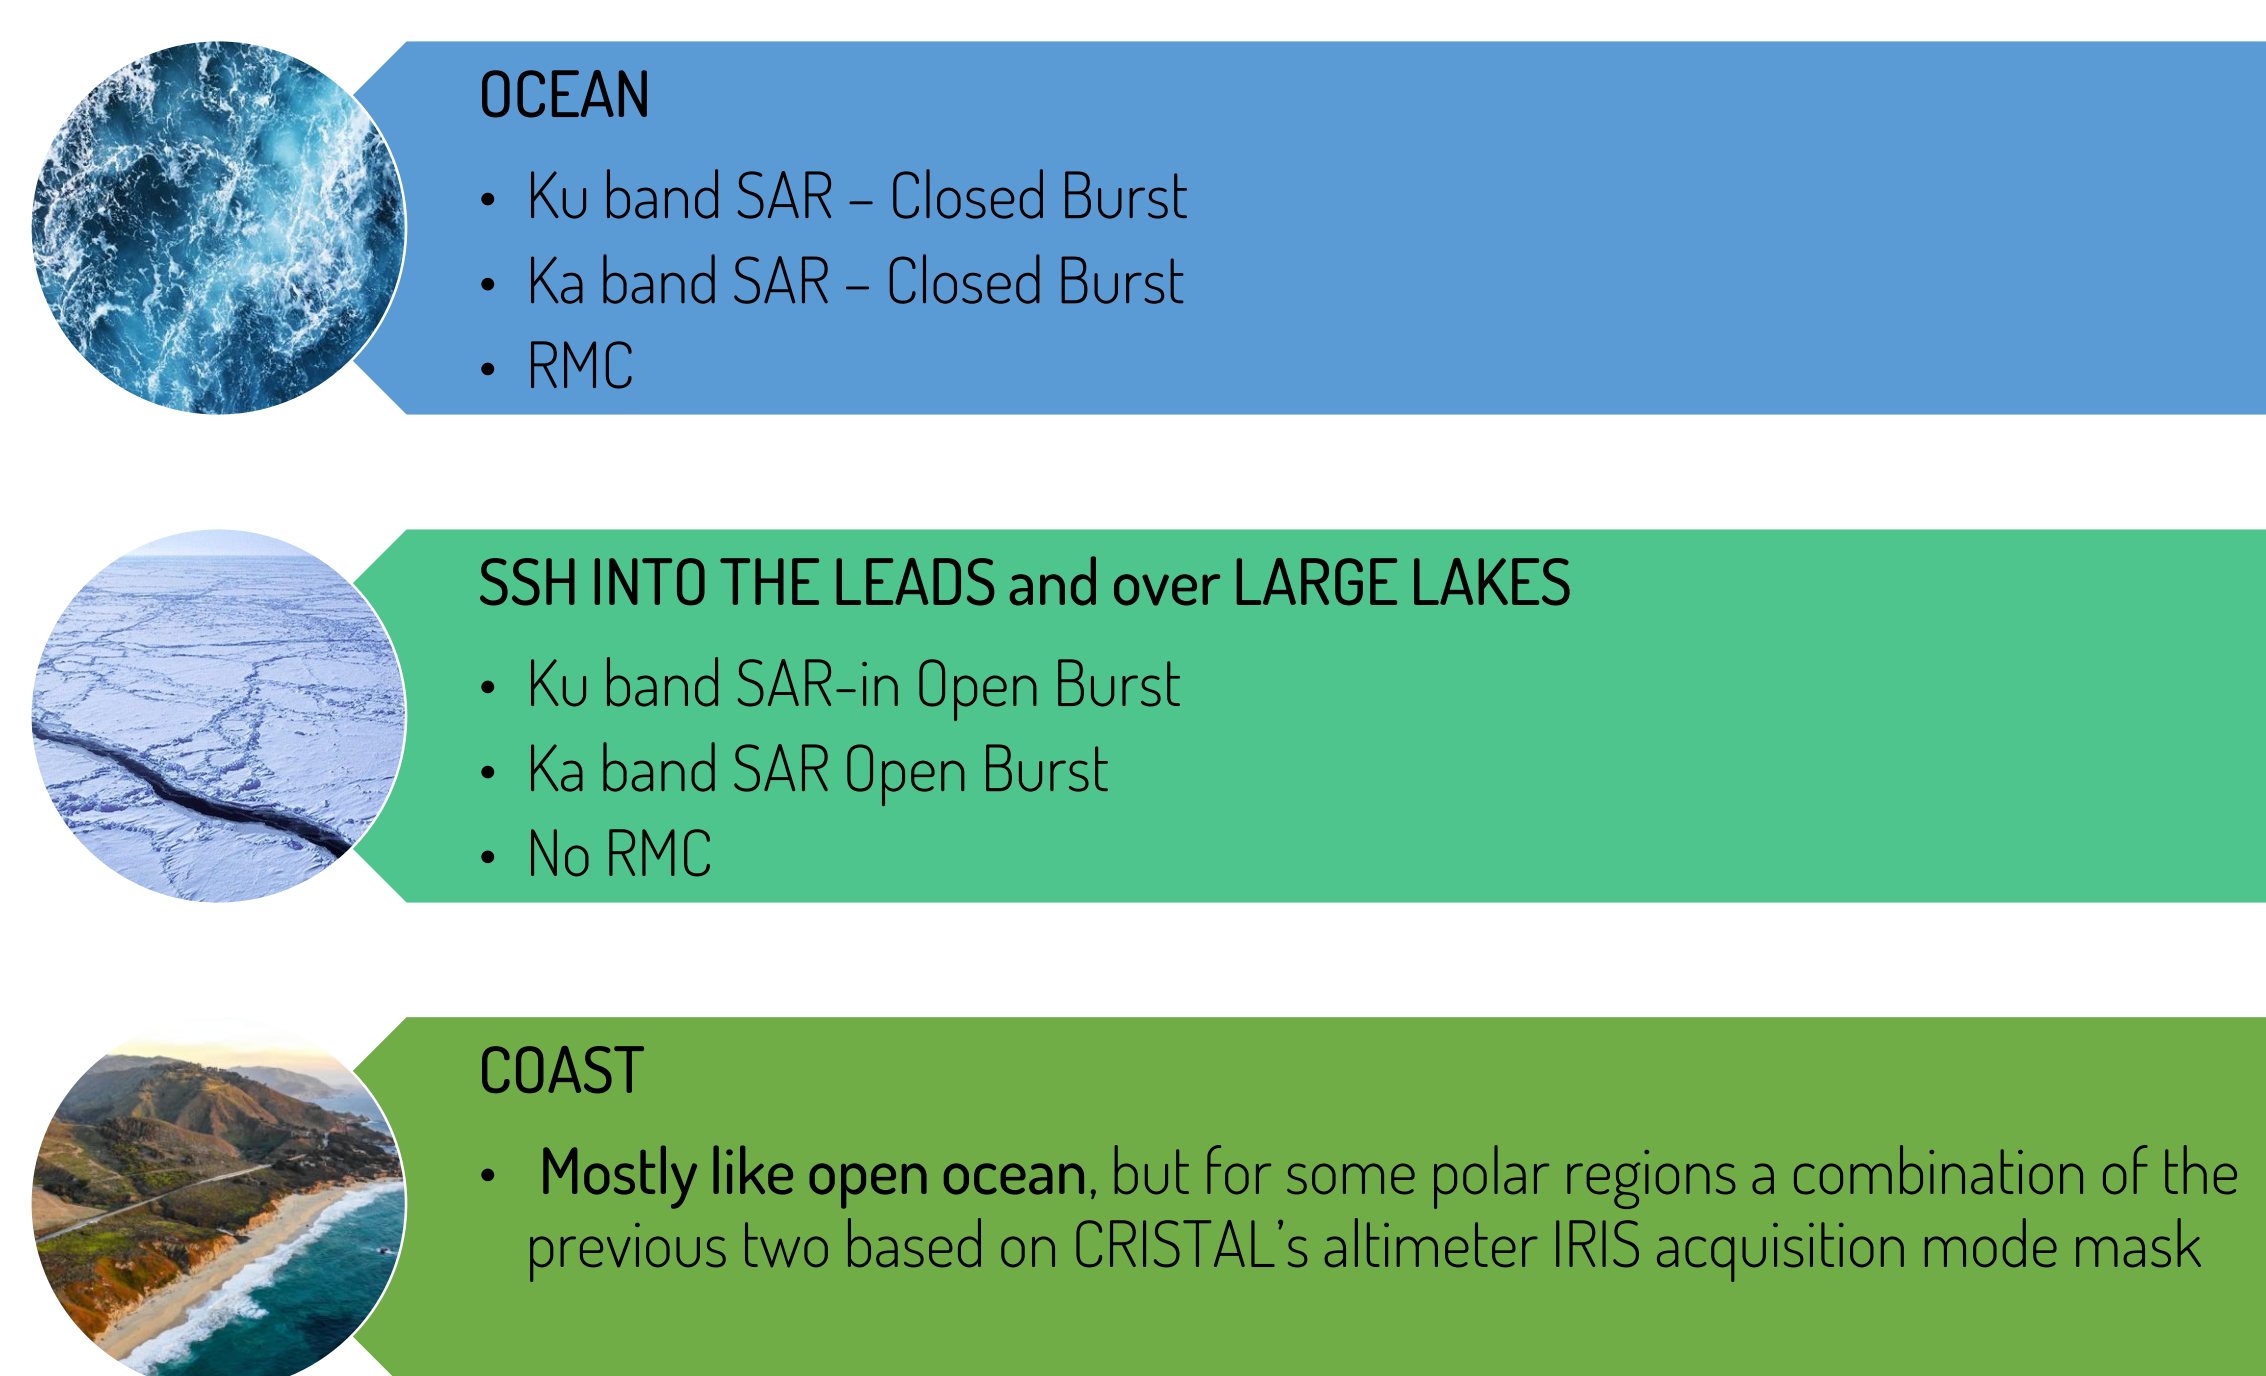 OCEAN
• Ku band SAR – Closed Burst
• Ka band SAR – Closed Burst
• RMC
SSH INTO THE LEADS and over LARGE LAKES
• Ku band SAR-in Open Burst
• Ka band SAR Open Burst
• No RMC
COAST
• Mostly like open ocean, but for some polar regions a combination of the
previous two based on CRISTAL’s altimeter IRIS acquisition mode mask